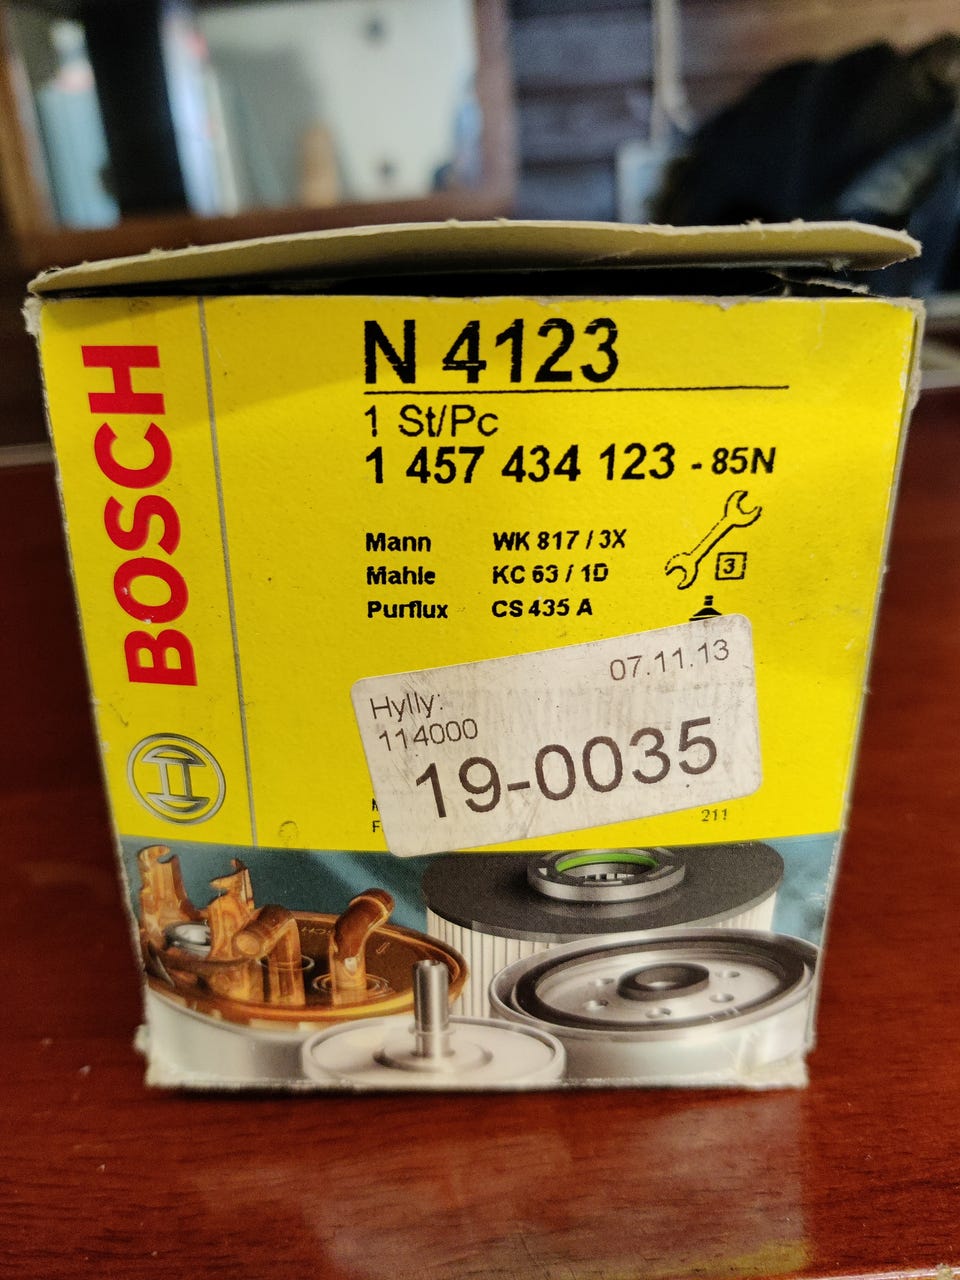 BOSCH
N 4123
1 St/Pc
1 457 434 123 - 85N
Mann WK 817 / 3X
Mahle KC 63 / 1D
Purflux CS 435 A
3
07.11.13
Hylly:
114000
19-0035
211